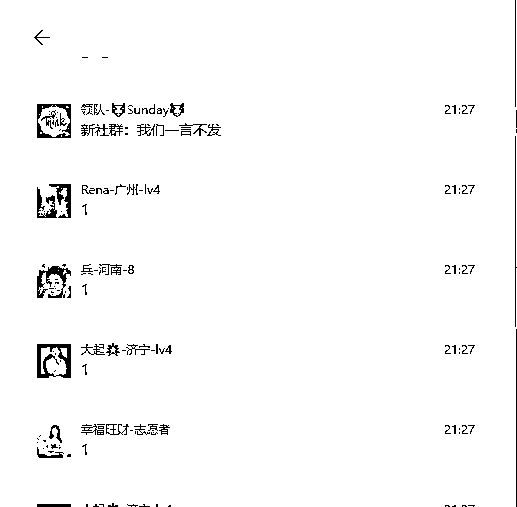 领队-🐯Sunday🐯 21:27
新社群：我们一言不发
Rena-广州-lv4 21:27
1
兵-河南-8 21:27
1
大起-济宁-lv4 21:27
1
幸福旺财-志愿者 21:27
1